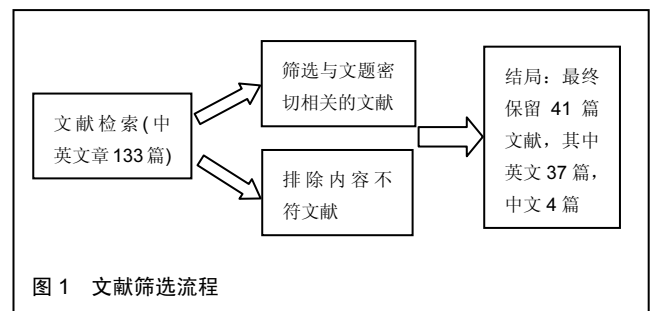 文献检索(中
英文章133篇)
筛选与文题密
切相关的文献
排除内容不
符文献
结局：最终
保留 41 篇
文献，其中
英文 37 篇，
中文 4 篇
图 1 文献筛选流程